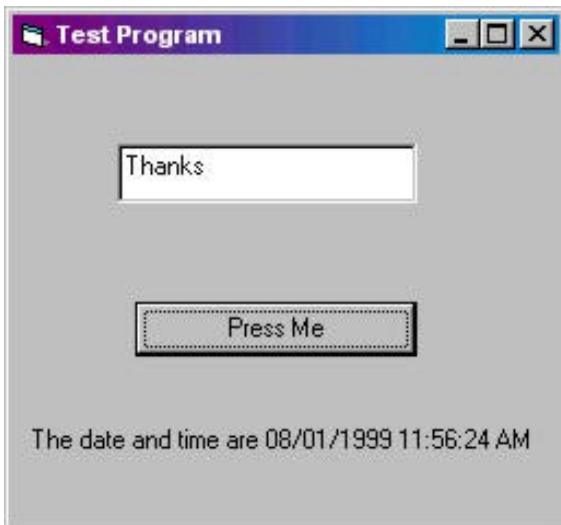 Test Program
Thanks
Press Me
The date and time are 08/01/1999 11:56:24 AM